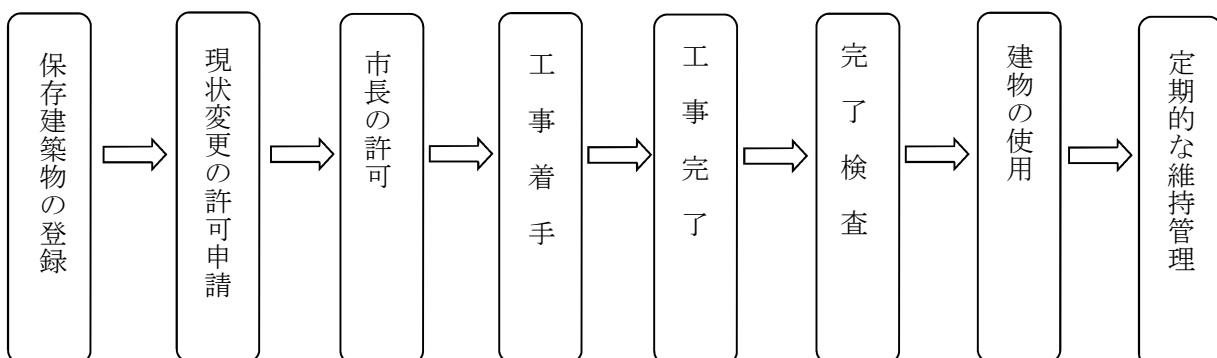 保存建築物の登録
現状変更の許可申請
市長の許可
工事着手
工事完了
完了検査
建物の使用
定期的な維持管理